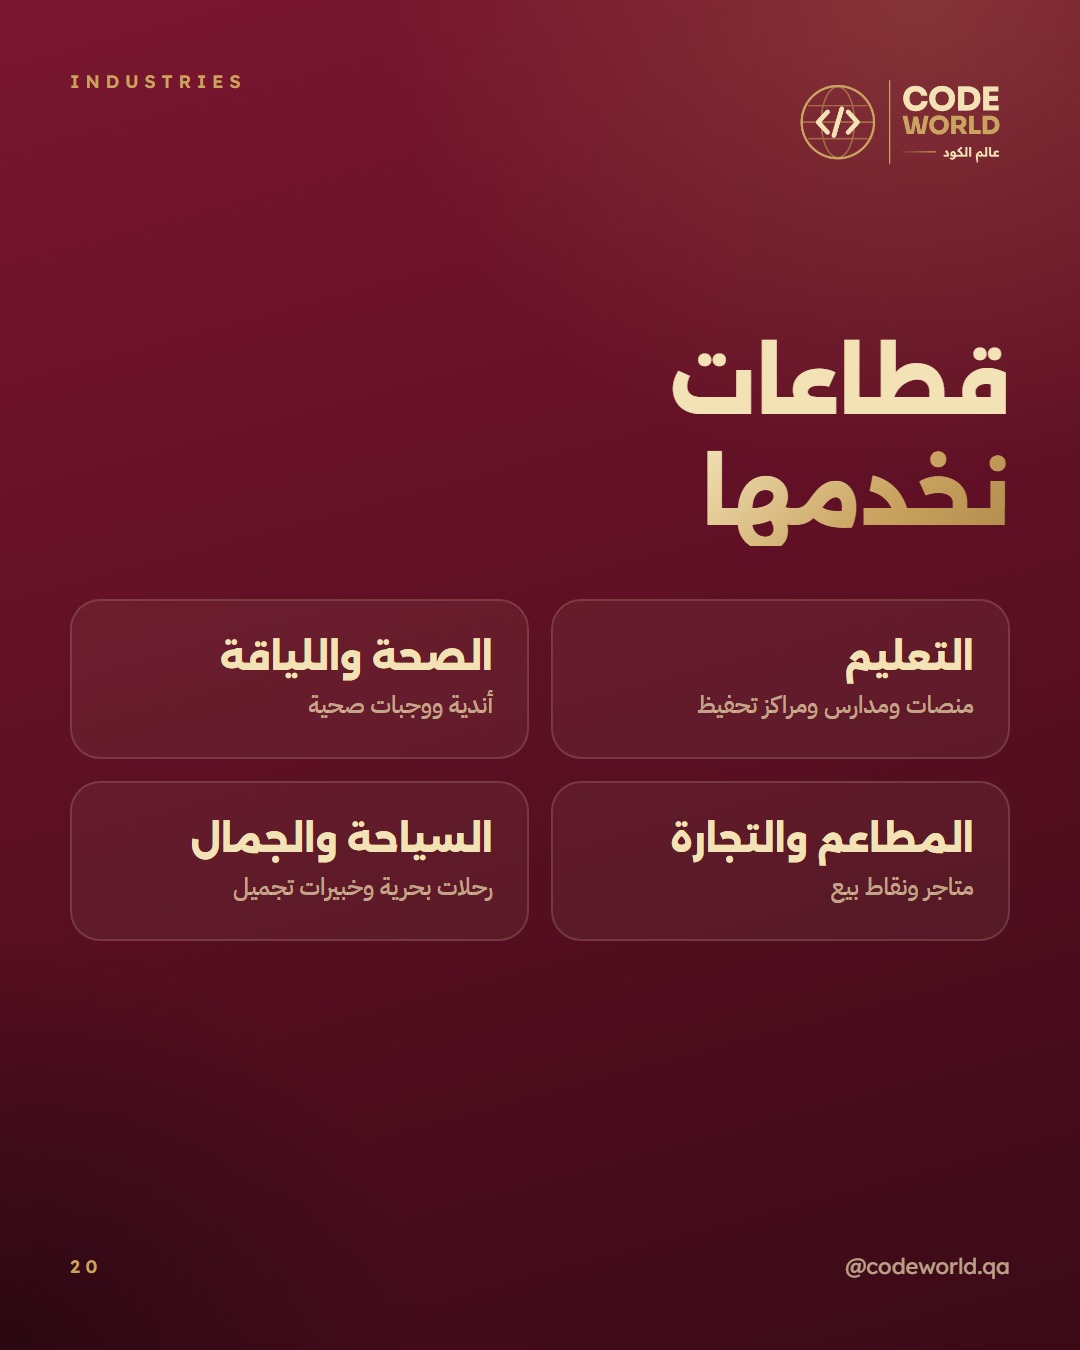 INDUSTRIES
CODE
WORLD
عالم الكود
قطاعات
نخدمها
التعليم
منصات ومدارس ومراكز تحفيظ
الصحة واللياقة
أندية ووجبات صحية
المطاعم والتجارة
متاجر ونقاط بيع
السياحة والجمال
رحلات بحرية وخبيرات تجميل
20
@codeworld.qa